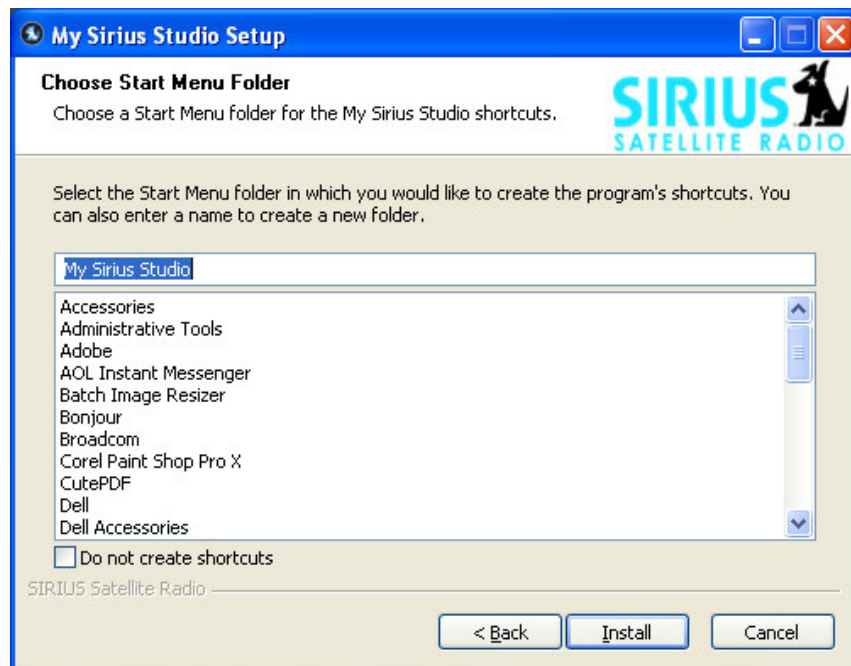 My Sirius Studio Setup
Choose Start Menu Folder
Choose a Start Menu folder for the My Sirius Studio shortcuts.
SIRIUS
SATELLITE RADIO
Select the Start Menu folder in which you would like to create the program's shortcuts. You
can also enter a name to create a new folder.
My Sirius Studio
Accessories
Administrative Tools
Adobe
AOL Instant Messenger
Batch Image Resizer
Bonjour
Broadcom
Corel Paint Shop Pro X
CutePDF
Dell
Dell Accessories
Do not create shortcuts
SIRIUS Satellite Radio
< Back
Install
Cancel